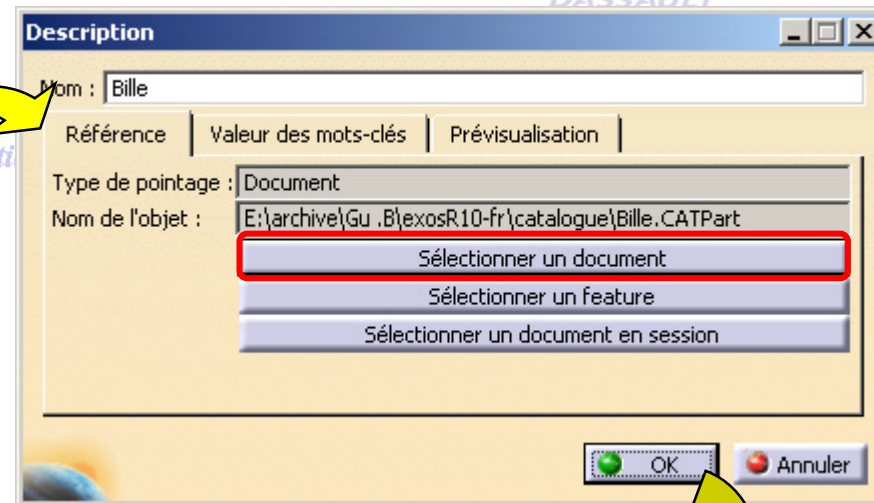 DASSAULT
Description
Nom : Bille
Référence Valeur des mots-clés Prévisualisation
Type de pointage : Document
Nom de l'objet : E:\archive\Gu .B\exosR10-fr\catalogue\Bille.CATPart
Sélectionner un document
Sélectionner un feature
Sélectionner un document en session
OK Annuler